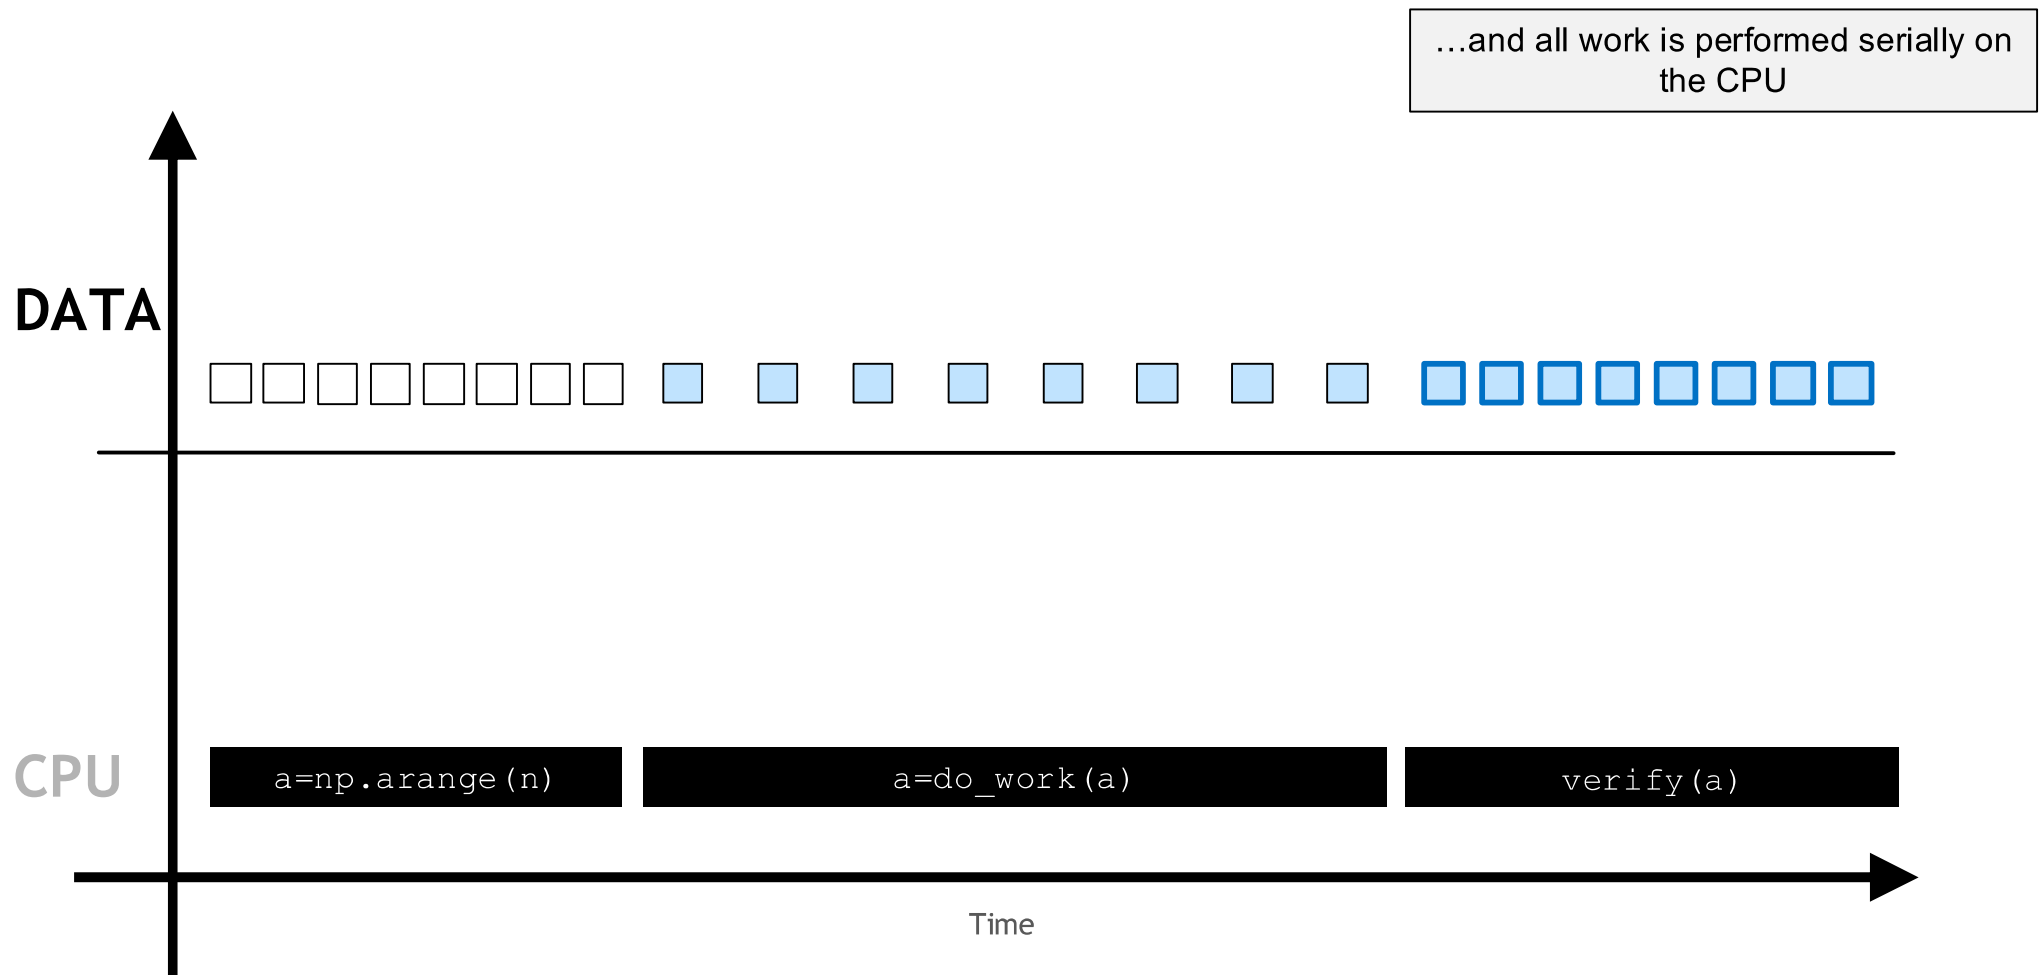 …and all work is performed serially on
the CPU
DATA
CPU
a=np.arange(n)
a=do_work(a)
verify(a)
Time